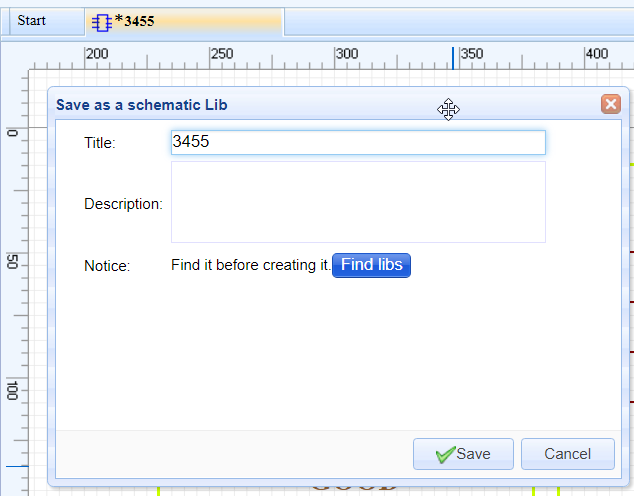 Start
*3455
200 250 300 350 400
Save as a schematic Lib
0
Title: 3455
Description:
50
Notice: Find it before creating it. Find libs
100
Save Cancel
GOOD